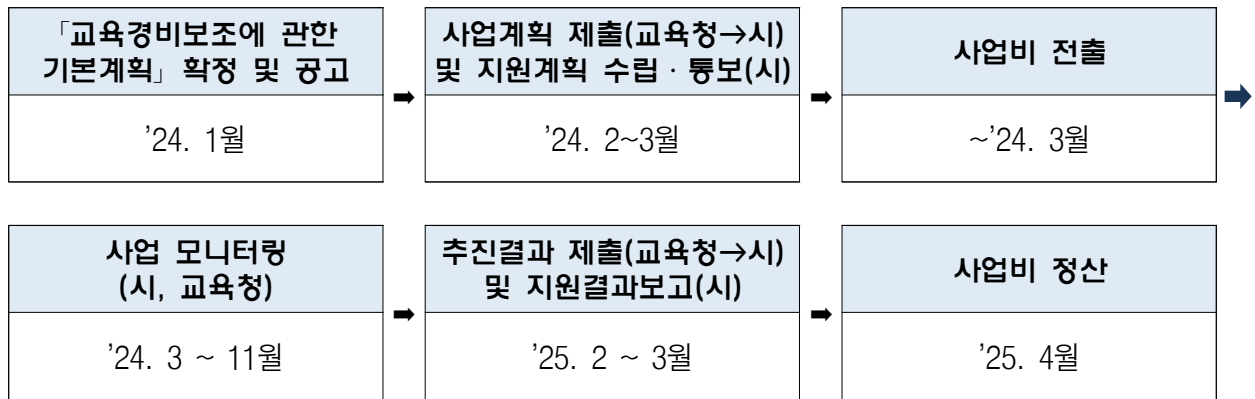 「교육경비보조에 관한
기본계획」 확정 및 공고
➡
사업계획 제출(교육청→시)
및 지원계획 수립 · 통보(시)
➡
사업비 전출
➡
’24. 1월
’24. 2~3월
~’24. 3월
사업 모니터링
(시, 교육청)
➡
추진결과 제출(교육청→시)
및 지원결과보고(시)
➡
사업비 정산
’24. 3 ~ 11월
’25. 2 ~ 3월
’25. 4월